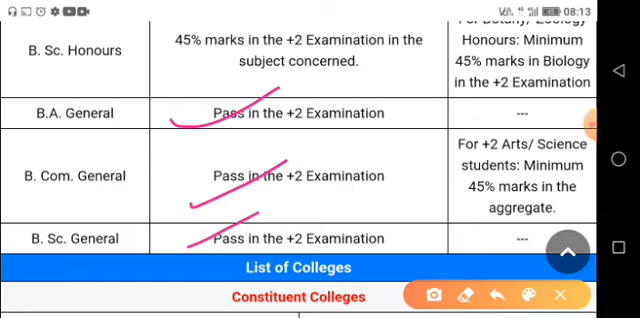 08:13
45% marks in the +2 Examination in the
subject concerned.
B. Sc. Honours
Honours: Minimum
45% marks in Biology
in the +2 Examination
B.A. General
Pass in the +2 Examination
---
B. Com. General
Pass in the +2 Examination
For +2 Arts/ Science
students: Minimum
45% marks in the
aggregate.
B. Sc. General
Pass in the +2 Examination
---
List of Colleges
Constituent Colleges